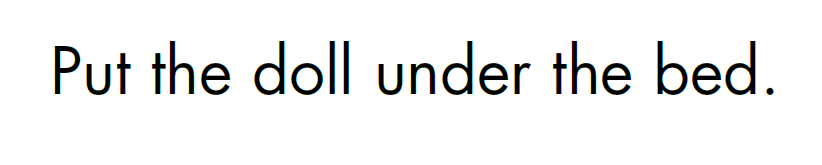 Put the doll under the bed.